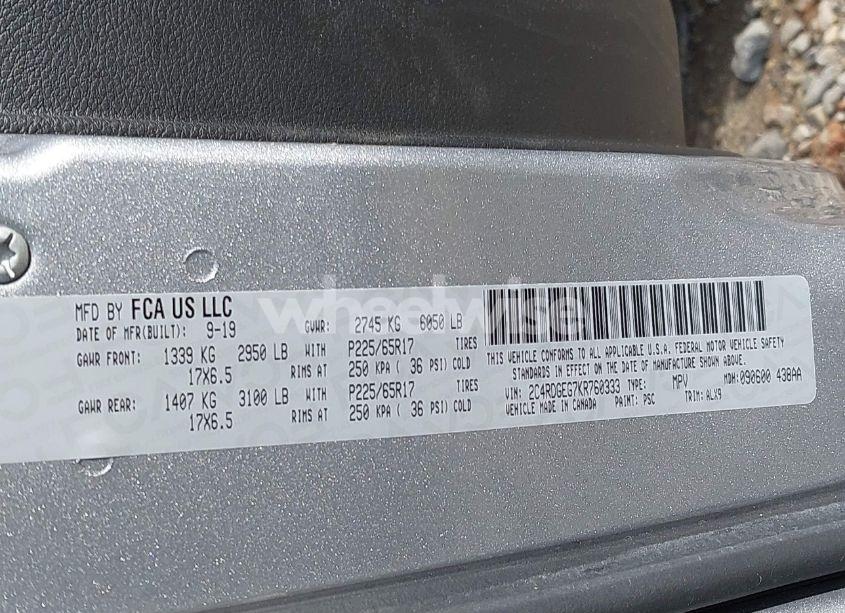 MFD BY FCA US LLC
DATE OF MFR(BUILT): 9-19 GVWR: 2745 KG 6050 LB
GAWR FRONT: 1339 KG 2950 LB WITH P225/65R17 TIRES
17X6.5 RIMS AT 250 KPA ( 36 PSI) COLD
GAWR REAR: 1407 KG 3100 LB WITH P225/65R17 TIRES
17X6.5 RIMS AT 250 KPA ( 36 PSI) COLD
THIS VEHICLE CONFORMS TO ALL APPLICABLE U.S.A. FEDERAL MOTOR VEHICLE SAFETY
STANDARDS IN EFFECT ON THE DATE OF MANUFACTURE SHOWN ABOVE.
VIN: 2C4RDGEG7KR760333 TYPE: MPV MDH: 090600 438AA
VEHICLE MADE IN CANADA PAINT: PSC TRIM: ALX9
wheelwise